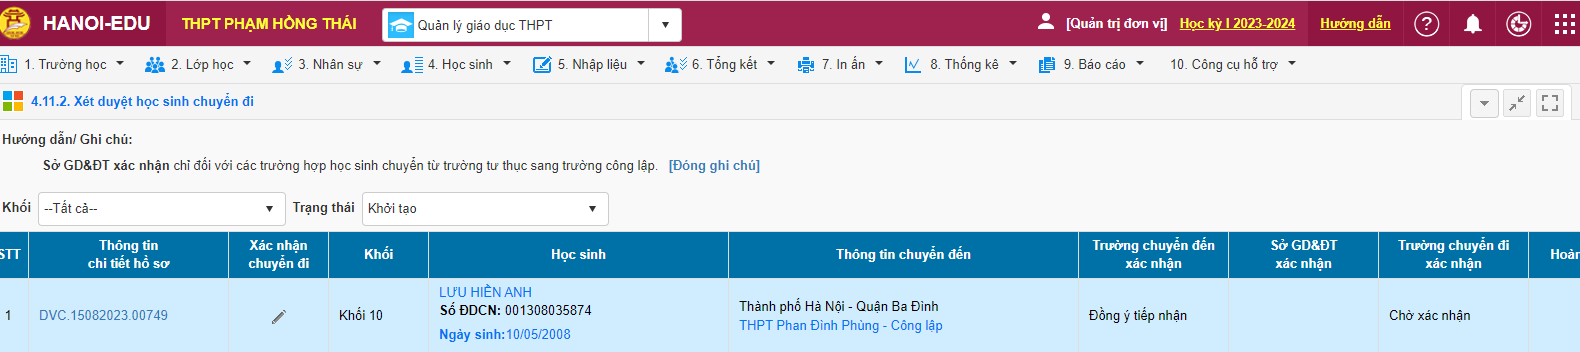 HANOI-EDU THPT PHẠM HỒNG THÁI Quản lý giáo dục THPT [Quản trị đơn vị] Học kỳ I 2023-2024 Hướng dẫn
1. Trường học 2. Lớp học 3. Nhân sự 4. Học sinh 5. Nhập liệu 6. Tổng kết 7. In ấn 8. Thống kê 9. Báo cáo 10. Công cụ hỗ trợ
4.11.2. Xét duyệt học sinh chuyển đi
Hướng dẫn/ Ghi chú:
Sở GD&ĐT xác nhận chỉ đối với các trường hợp học sinh chuyển từ trường tư thục sang trường công lập. [Đóng ghi chú]
Khối --Tất cả-- Trạng thái Khởi tạo
STT
Thông tin
chi tiết hồ sơ
Xác nhận
chuyển đi
Khối
Học sinh
Thông tin chuyển đến
Trường chuyển đến
xác nhận
Sở GD&ĐT
xác nhận
Trường chuyển đi
xác nhận
Hoàn
1
DVC.15082023.00749
Khối 10
LƯU HIỀN ANH
Số ĐDCN: 001308035874
Ngày sinh:10/05/2008
Thành phố Hà Nội - Quận Ba Đình
THPT Phan Đình Phùng - Công lập
Đồng ý tiếp nhận
Chờ xác nhận